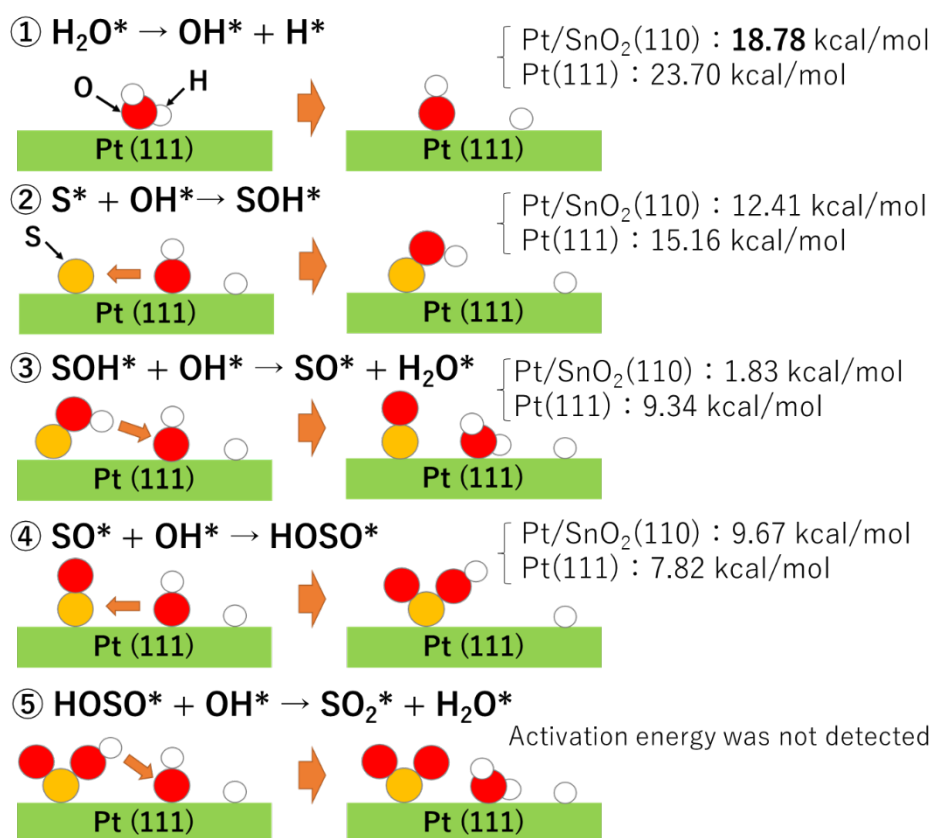 ① H₂O* → OH* + H*
Pt/SnO₂(110)：18.78 kcal/mol
Pt(111)：23.70 kcal/mol
O
H
Pt (111)
Pt (111)
② S* + OH*→ SOH*
Pt/SnO₂(110)：12.41 kcal/mol
Pt(111)：15.16 kcal/mol
S
Pt (111)
Pt (111)
③ SOH* + OH* → SO* + H₂O*
Pt/SnO₂(110)：1.83 kcal/mol
Pt(111)：9.34 kcal/mol
Pt (111)
Pt (111)
④ SO* + OH* → HOSO*
Pt/SnO₂(110)：9.67 kcal/mol
Pt(111)：7.82 kcal/mol
Pt (111)
Pt (111)
⑤ HOSO* + OH* → SO₂* + H₂O*
Activation energy was not detected
Pt (111)
Pt (111)